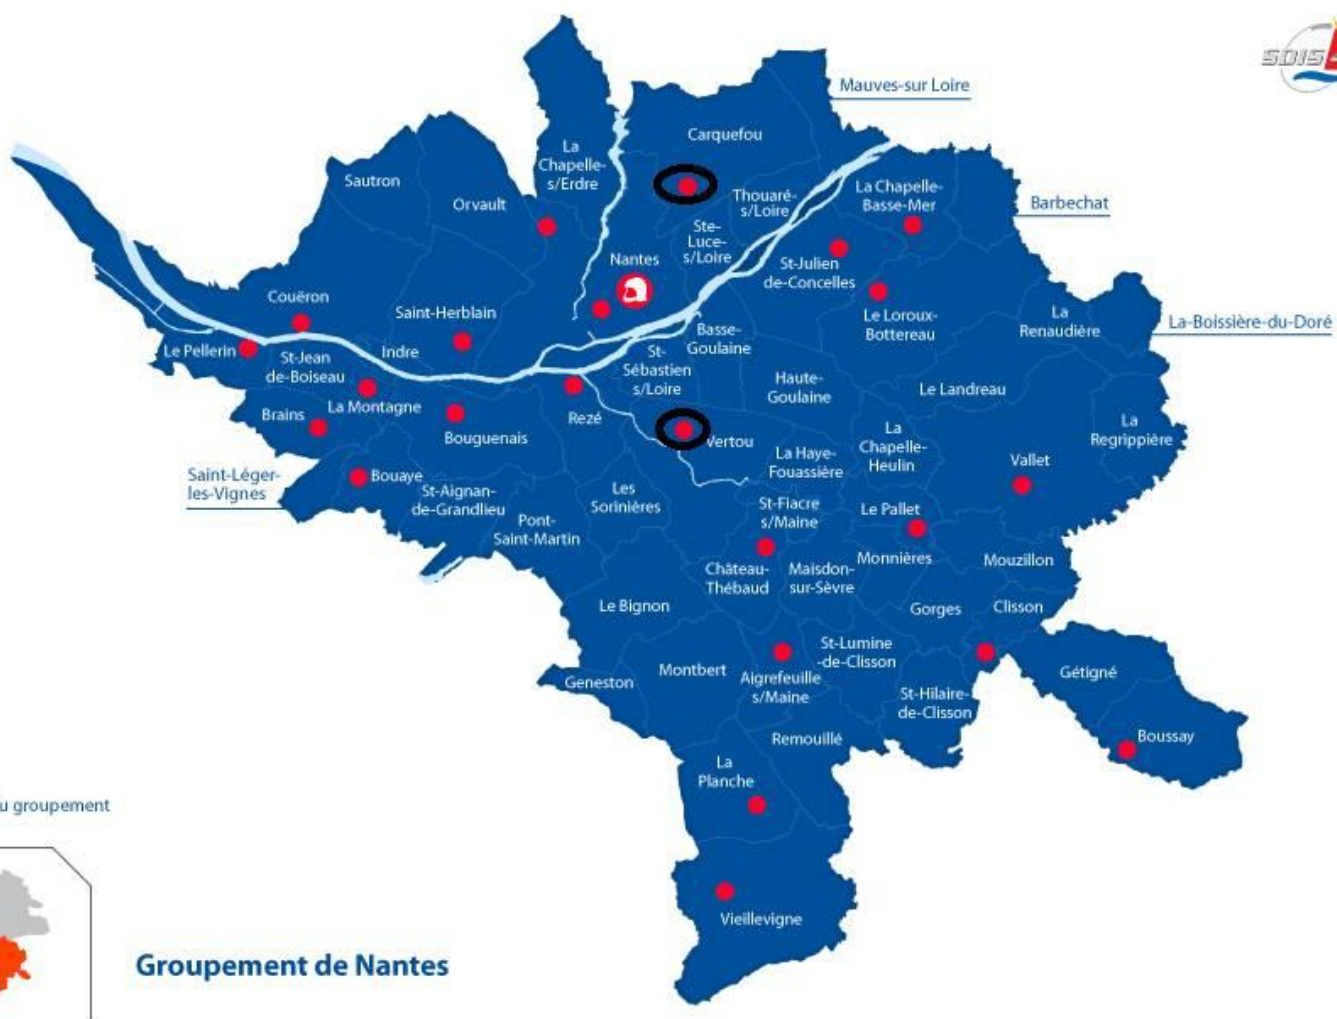 SDIS
Mauves-sur Loire
Carquefou
La
Chapelle-
s/Erdre
Sautron
Orvault
Thouaré-
s/Loire
La Chapelle-
Basse-Mer
Barbechat
Ste-
Luce-
s/Loire
Nantes
St-Julien
de-Concelles
Couëron
Saint-Herblain
Le Loroux-
Bottereau
La
Renaudière
La-Boissière-du-Doré
Basse-
Goulaine
Le Pellerin
St-Jean
de-Boiseau
Indre
St-
Sébastien
s/Loire
Haute-
Goulaine
Le Landreau
Brains
La Montagne
Rezé
Bouguenais
Vertou
La
Chapelle-
Heulin
La
Regrippière
La Haye-
Fouassière
Vallet
Saint-Léger-
les-Vignes
Bouaye
St-Aignan-
de-Grandlieu
Les
Sorinières
St-Fiacre
s/Maine
Le Pallet
Pont-
Saint-Martin
Château-
Thébaud
Maisdon-
sur-Sèvre
Monnières
Mouzillon
Le Bignon
Gorges
Clisson
St-Lumine
-de-Clisson
Montbert
Geneston
Aigrefeuille
s/Maine
St-Hilaire-
de-Clisson
Gétigné
Boussay
Remouillé
La
Planche
u groupement
Vieillevigne
Groupement de Nantes